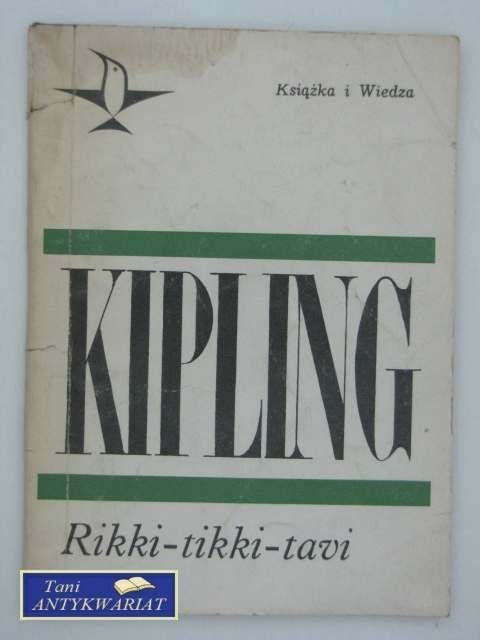 Książka i Wiedza
KIPLING
Rikki-tikki-tavi
Tani
ANTYKWARIAT